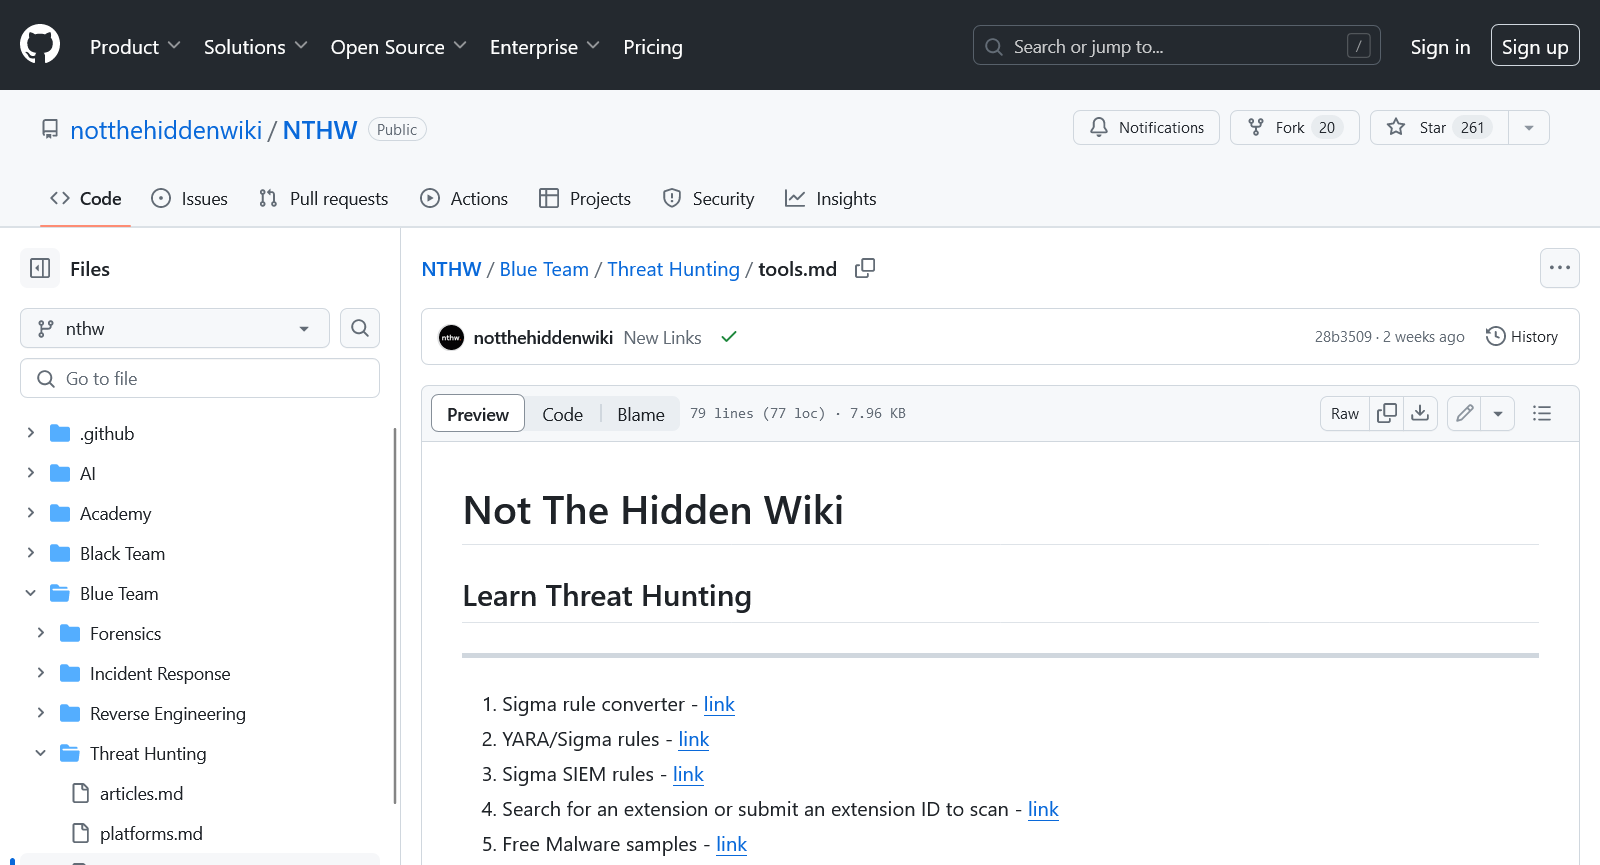 Product Solutions Open Source Enterprise Pricing Search or jump to... / Sign in Sign up
notthehiddenwiki / NTHW Public Notifications Fork 20 Star 261
Code Issues Pull requests Actions Projects Security Insights
Files
nthw
Go to file
.github
AI
Academy
Black Team
Blue Team
Forensics
Incident Response
Reverse Engineering
Threat Hunting
articles.md
platforms.md
NTHW / Blue Team / Threat Hunting / tools.md
nthw notthehiddenwiki New Links 28b3509 · 2 weeks ago History
Preview Code Blame 79 lines (77 loc) · 7.96 KB Raw
Not The Hidden Wiki
Learn Threat Hunting
1. Sigma rule converter - link
2. YARA/Sigma rules - link
3. Sigma SIEM rules - link
4. Search for an extension or submit an extension ID to scan - link
5. Free Malware samples - link